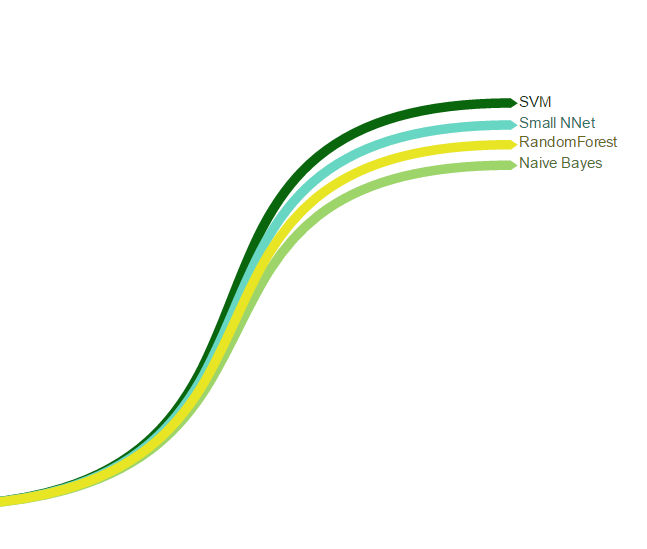 SVM
Small NNet
RandomForest
Naive Bayes